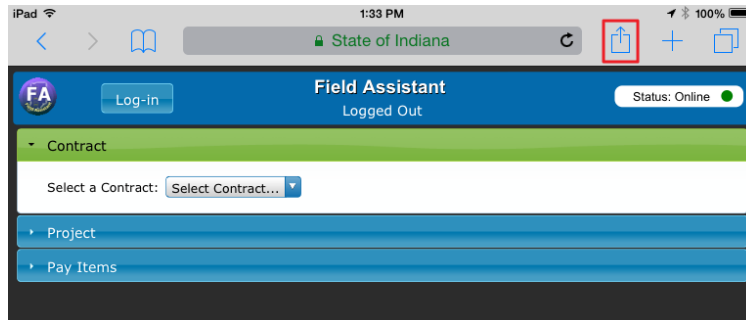 iPad 1:33 PM 100%
State of Indiana
FA Log-in Field Assistant Status: Online
Logged Out
Contract
Select a Contract: Select Contract...
Project
Pay Items